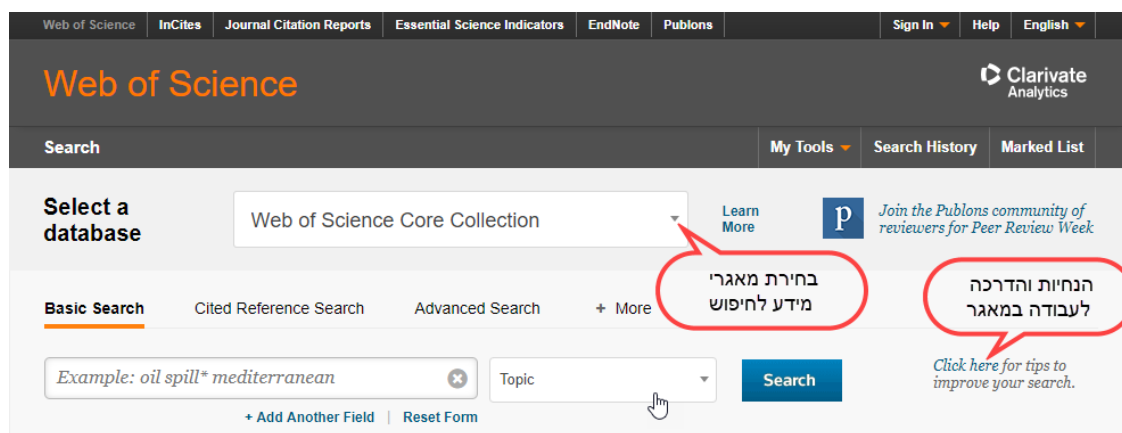 Web of Science InCites Journal Citation Reports Essential Science Indicators EndNote Publons Sign In Help English
Web of Science
Clarivate
Analytics
Search My Tools Search History Marked List
Select a
database
Web of Science Core Collection
Learn
More
p
Join the Publons community of
reviewers for Peer Review Week
בחירת מאגרי
מידע לחיפוש
הנחיות והדרכה
לעבודה במאגר
Basic Search Cited Reference Search Advanced Search + More
Example: oil spill* mediterranean
Topic
Search
Click here for tips to
improve your search.
+ Add Another Field | Reset Form